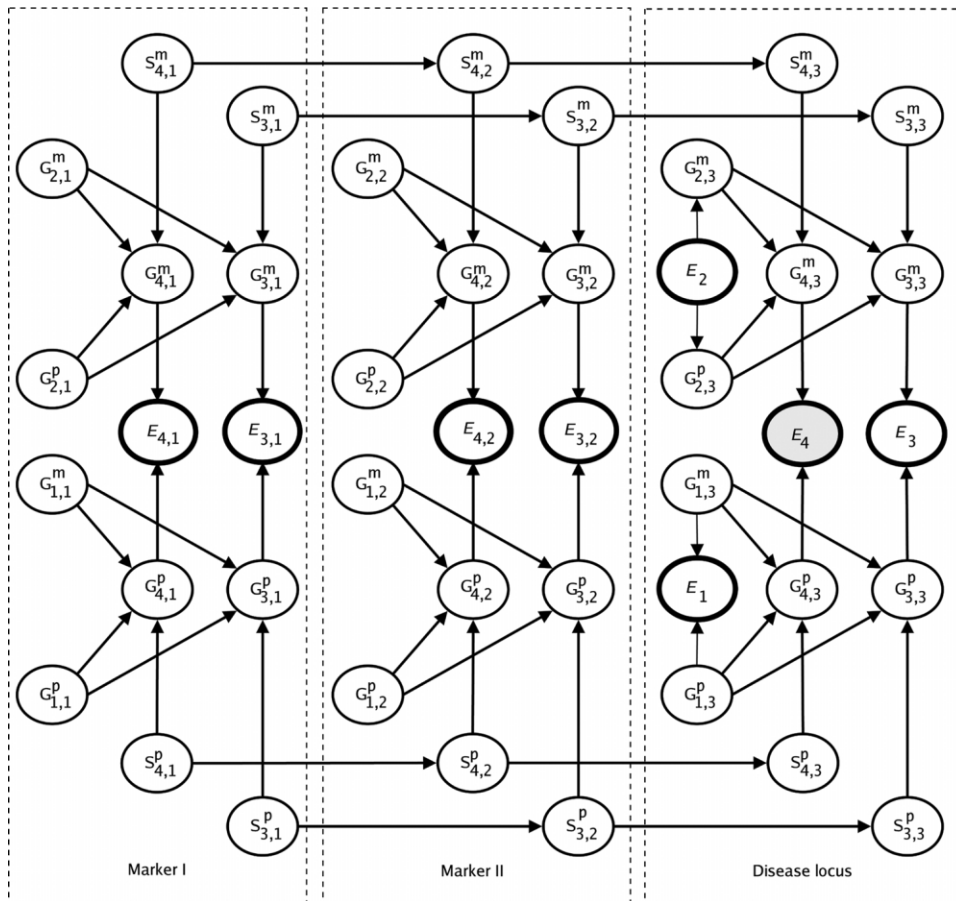 S^m_{4,1} S^m_{4,2} S^m_{4,3}
S^m_{3,1} S^m_{3,2} S^m_{3,3}
G^m_{2,1} G^m_{2,2} G^m_{2,3}
G^m_{4,1} G^m_{3,1} G^m_{4,2} G^m_{3,2} E_2 G^m_{4,3} G^m_{3,3}
G^p_{2,1} G^p_{2,2} G^p_{2,3}
E_{4,1} E_{3,1} E_{4,2} E_{3,2} E_4 E_3
G^m_{1,1} G^m_{1,2} G^m_{1,3}
G^p_{4,1} G^p_{3,1} G^p_{4,2} G^p_{3,2} E_1 G^p_{4,3} G^p_{3,3}
G^p_{1,1} G^p_{1,2} G^p_{1,3}
S^p_{4,1} S^p_{4,2} S^p_{4,3}
S^p_{3,1} S^p_{3,2} S^p_{3,3}
Marker I Marker II Disease locus